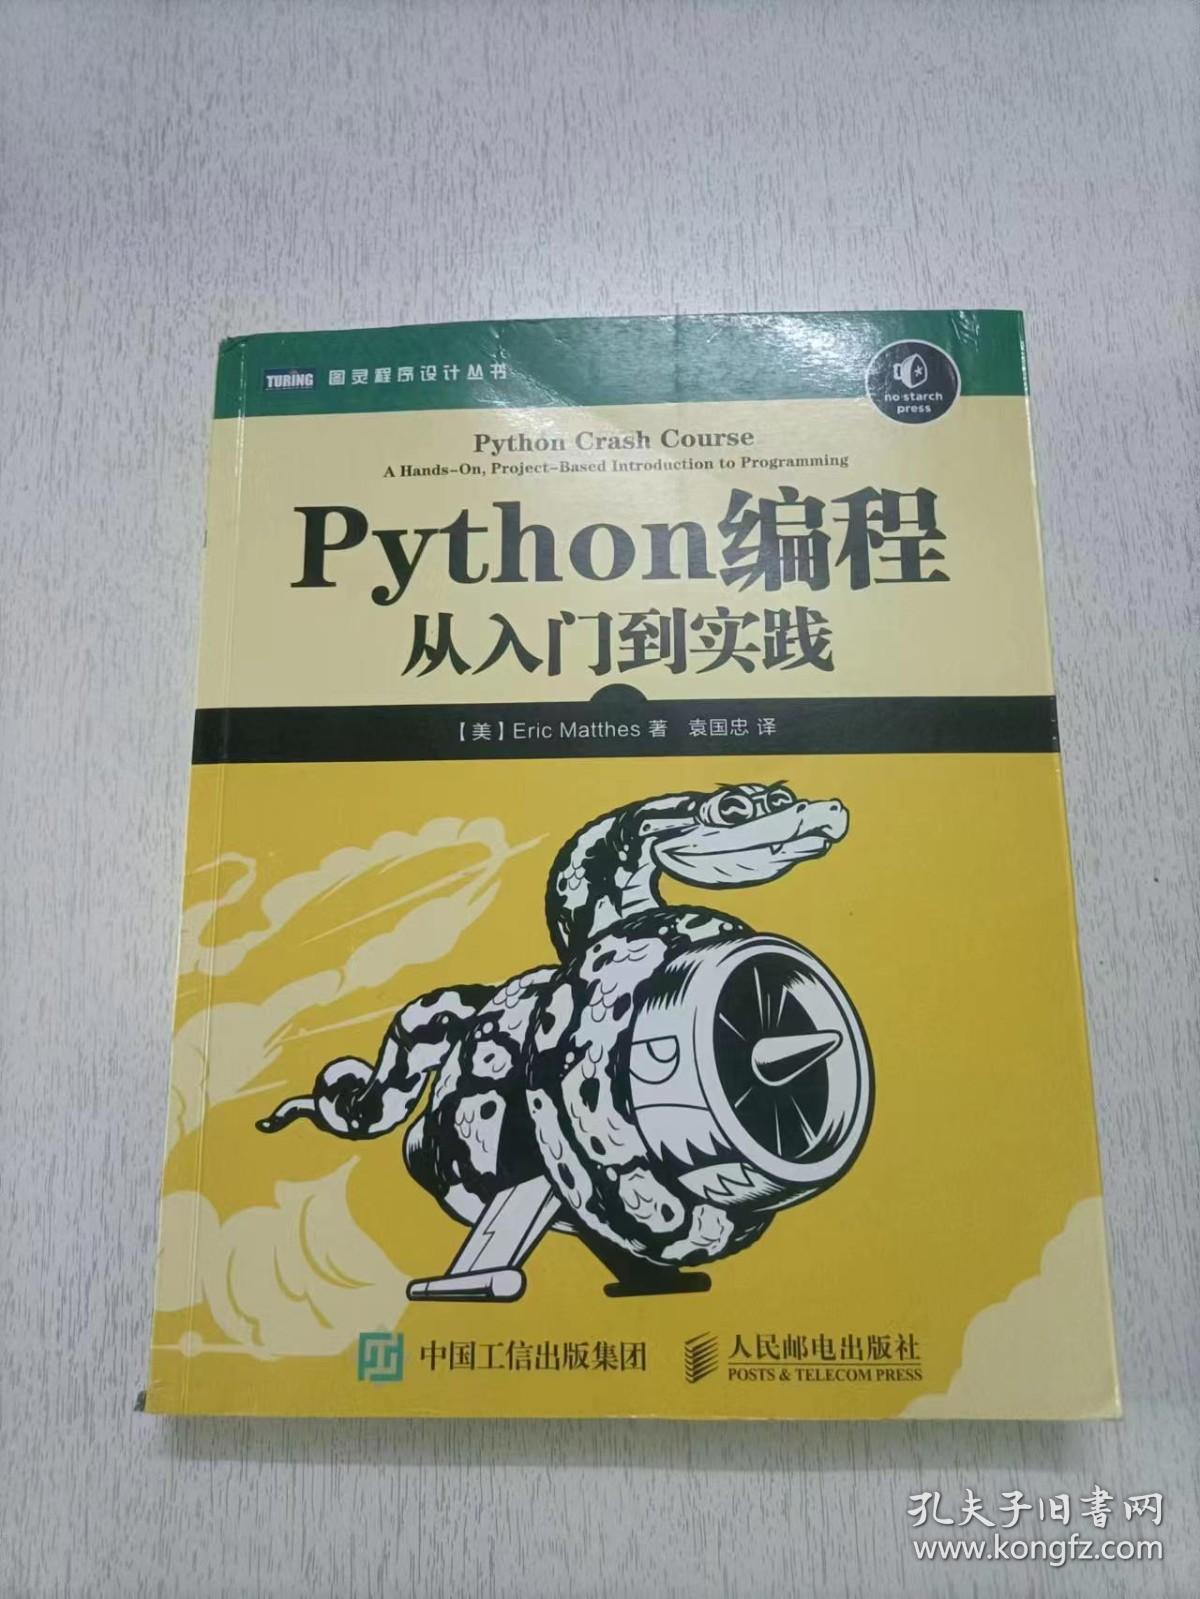 TURING 图灵程序设计丛书
no starch
press
Python Crash Course
A Hands-On, Project-Based Introduction to Programming
Python编程
从入门到实践
【美】Eric Matthes 著 袁国忠 译
中国工信出版集团 人民邮电出版社
POSTS & TELECOM PRESS
孔夫子旧书网
www.kongfz.com